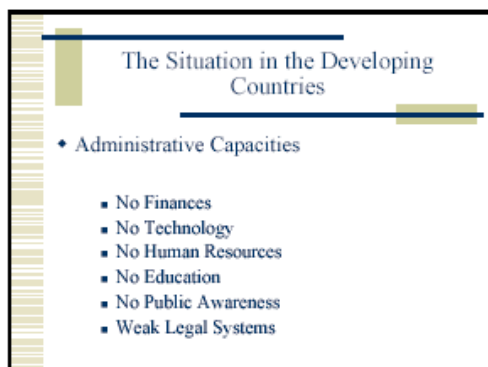 The Situation in the Developing
Countries
Administrative Capacities
No Finances
No Technology
No Human Resources
No Education
No Public Awareness
Weak Legal Systems